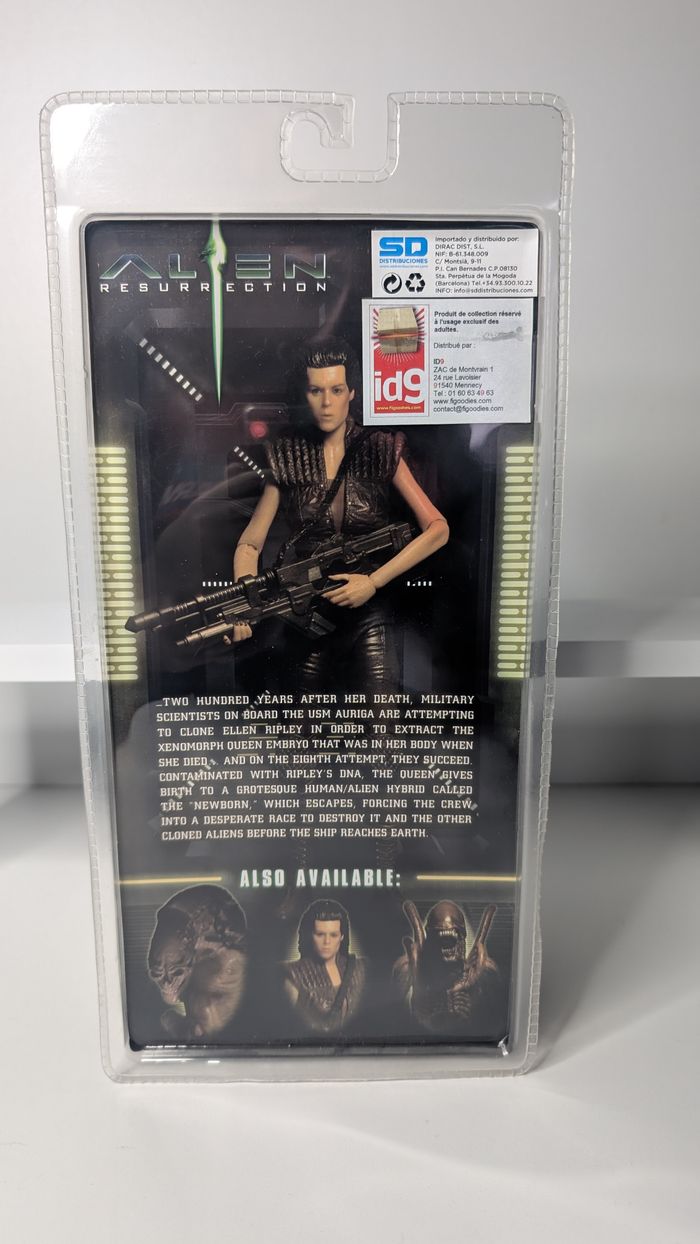 ALIEN
RESURRECTION
SD
DISTRIBUCIONES
Importado y distribuido por:
DIRAC DIST, S.L.
NIF: B-61.348.009
C/ Montsià, 9-11
P.I. Can Bernades C.P.08130
Sta. Perpètua de la Mogoda
(Barcelona) Tel.+34.93.300.10.22
INFO: info@sddistribuciones.com
id9
www.figoodies.com
Produit de collection réservé
à l'usage exclusif des
adultes.
Distribué par :
ID9
ZAC de Montvrain 1
24 rue Lavoisier
91540 Mennecy
Tel : 01 60 63 49 63
www.figoodies.com
contact@figoodies.com
...TWO HUNDRED YEARS AFTER HER DEATH, MILITARY
SCIENTISTS ON BOARD THE USM AURIGA ARE ATTEMPTING
TO CLONE ELLEN RIPLEY IN ORDER TO EXTRACT THE
XENOMORPH QUEEN EMBRYO THAT WAS IN HER BODY WHEN
SHE DIED... AND ON THE EIGHTH ATTEMPT, THEY SUCCEED.
CONTAMINATED WITH RIPLEY'S DNA, THE QUEEN GIVES
BIRTH TO A GROTESQUE HUMAN/ALIEN HYBRID CALLED
THE "NEWBORN," WHICH ESCAPES, FORCING THE CREW
INTO A DESPERATE RACE TO DESTROY IT AND THE OTHER
CLONED ALIENS BEFORE THE SHIP REACHES EARTH.
ALSO AVAILABLE: